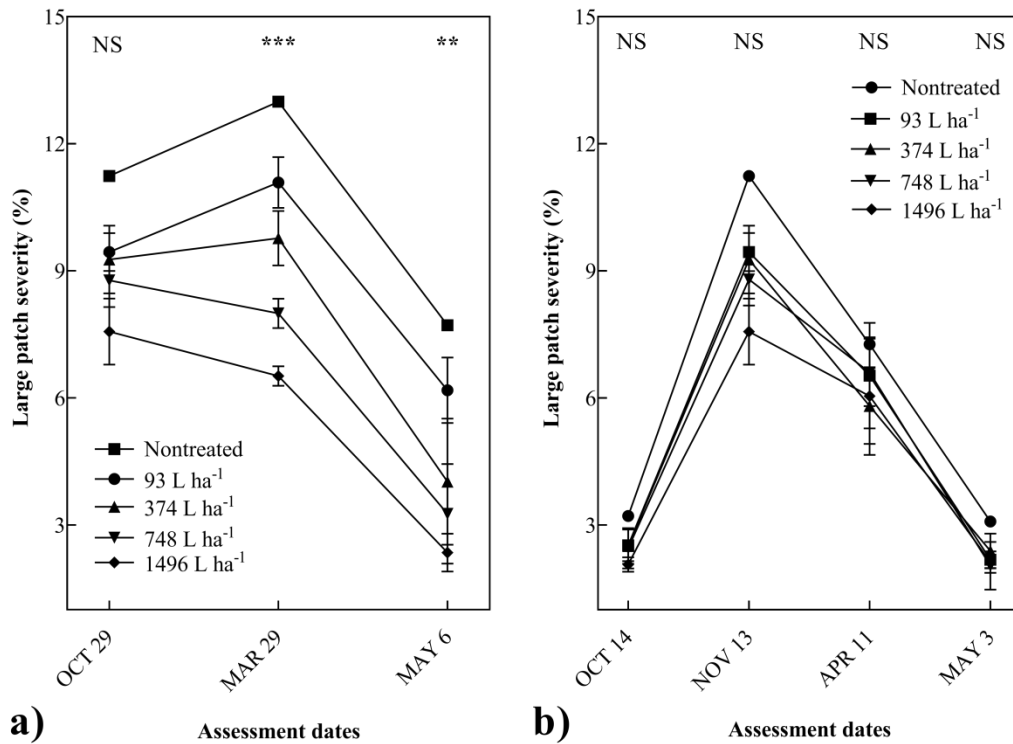 15
12
9
6
3
Large patch severity (%)
NS
***
**
Nontreated
93 L ha⁻¹
374 L ha⁻¹
748 L ha⁻¹
1496 L ha⁻¹
OCT 29
MAR 29
MAY 6
Assessment dates
a)
15
12
9
6
3
Large patch severity (%)
NS
NS
NS
NS
Nontreated
93 L ha⁻¹
374 L ha⁻¹
748 L ha⁻¹
1496 L ha⁻¹
OCT 14
NOV 13
APR 11
MAY 3
Assessment dates
b)